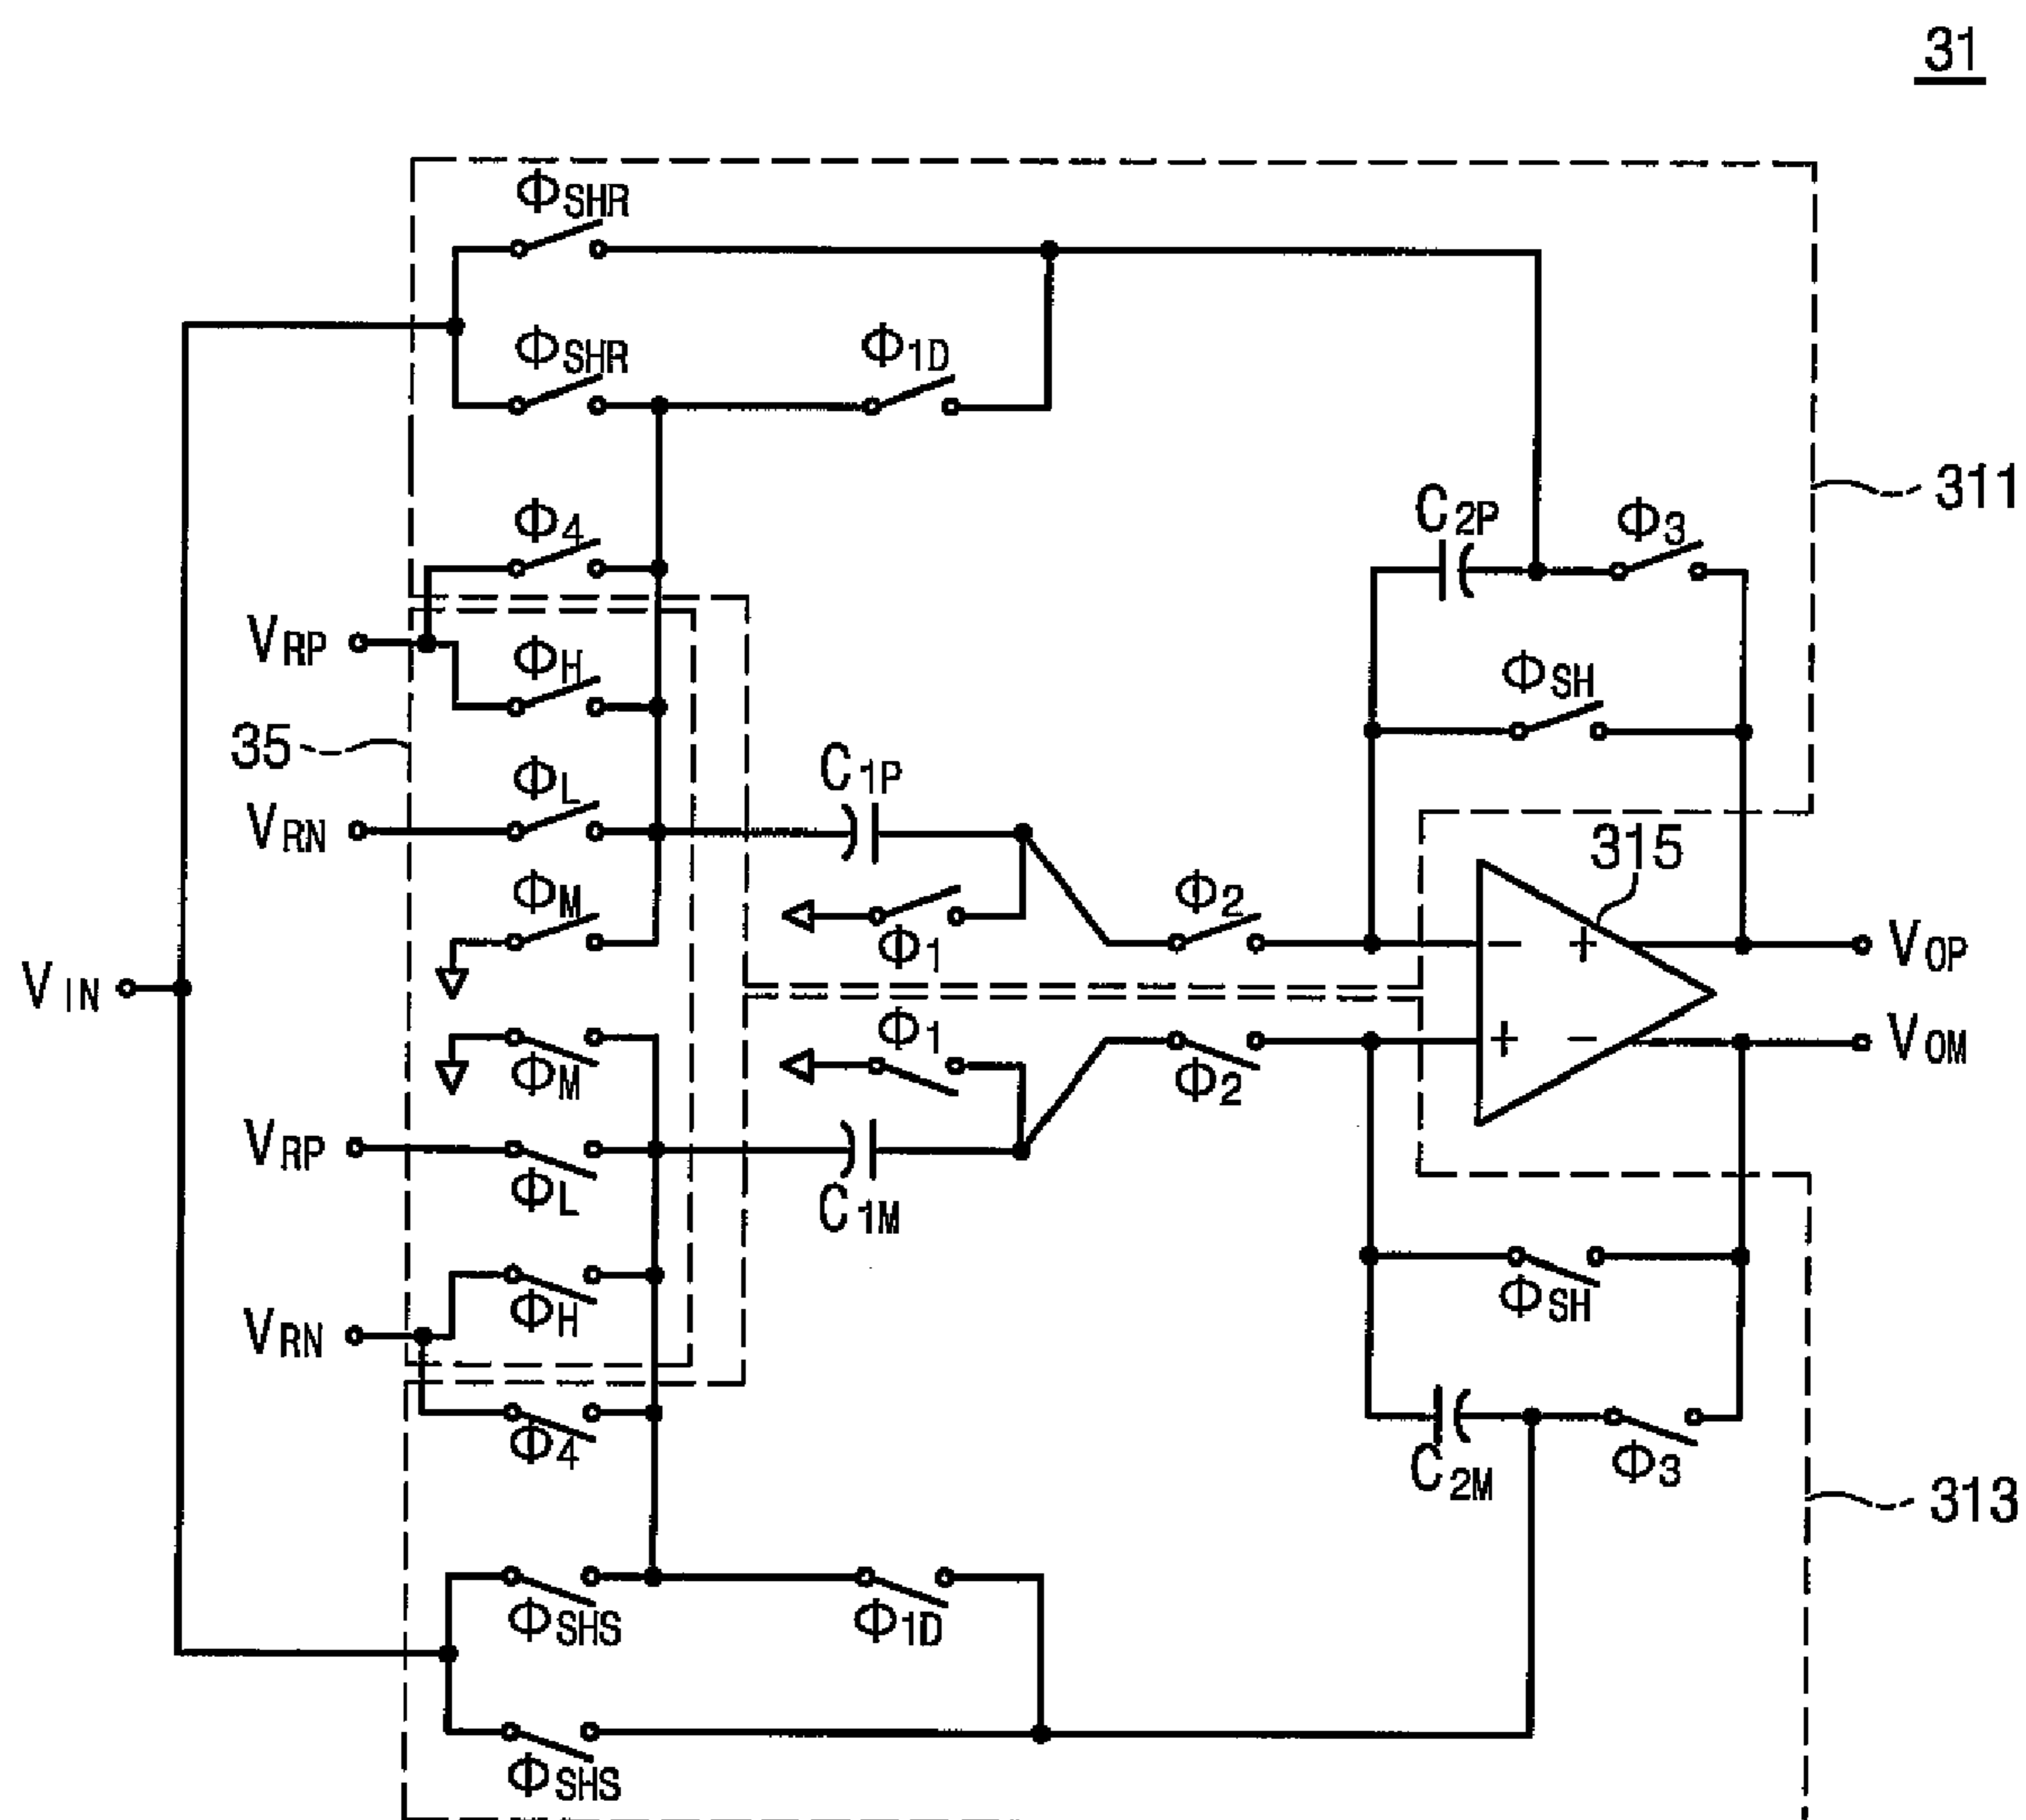 31
ΦSHR
ΦSHR
Φ1D
311
Φ4
C2P
Φ3
VRP
ΦH
ΦSH
35
ΦL
C1P
VRN
315
ΦM
Φ1
Φ2
− +
VOP
VIN
ΦM
Φ1
Φ2
+ −
VOM
VRP
ΦL
C1M
ΦSH
VRN
ΦH
Φ4
C2M
Φ3
313
ΦSHS
Φ1D
ΦSHS